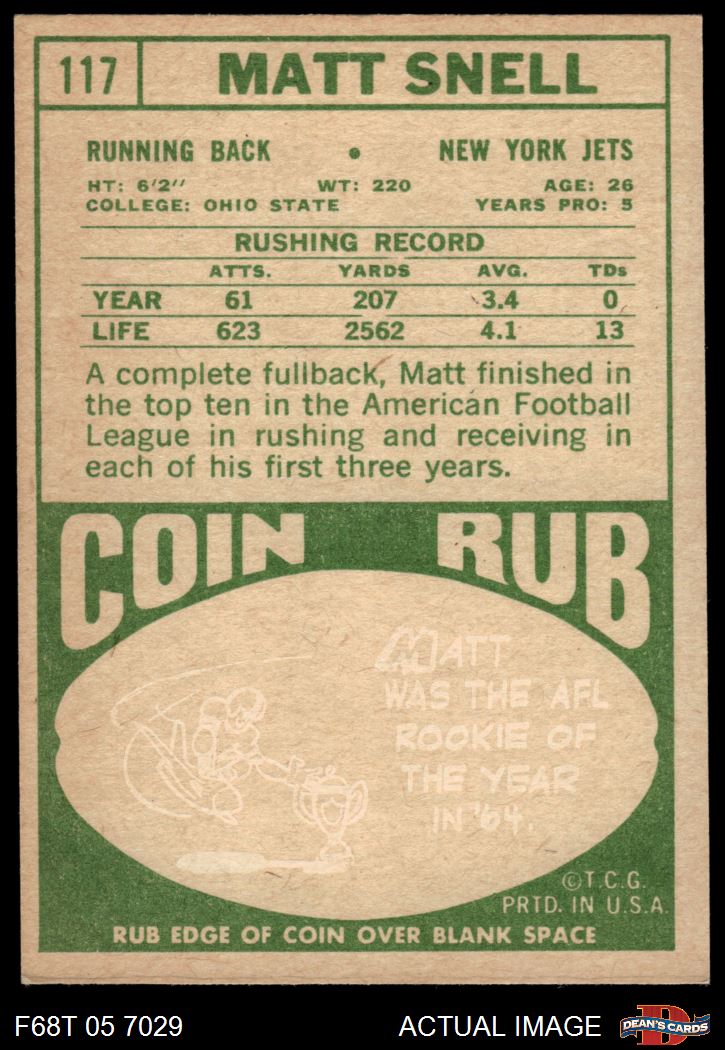 117 MATT SNELL
RUNNING BACK • NEW YORK JETS
HT: 6'2" WT: 220 AGE: 26
COLLEGE: OHIO STATE YEARS PRO: 5
RUSHING RECORD
ATTS. YARDS AVG. TDs
YEAR 61 207 3.4 0
LIFE 623 2562 4.1 13
A complete fullback, Matt finished in
the top ten in the American Football
League in rushing and receiving in
each of his first three years.
COIN RUB
MATT
WAS THE AFL
ROOKIE OF
THE YEAR
IN '64.
©T.C.G.
PRTD. IN U.S.A.
RUB EDGE OF COIN OVER BLANK SPACE
F68T 05 7029 ACTUAL IMAGE DEAN'S CARDS